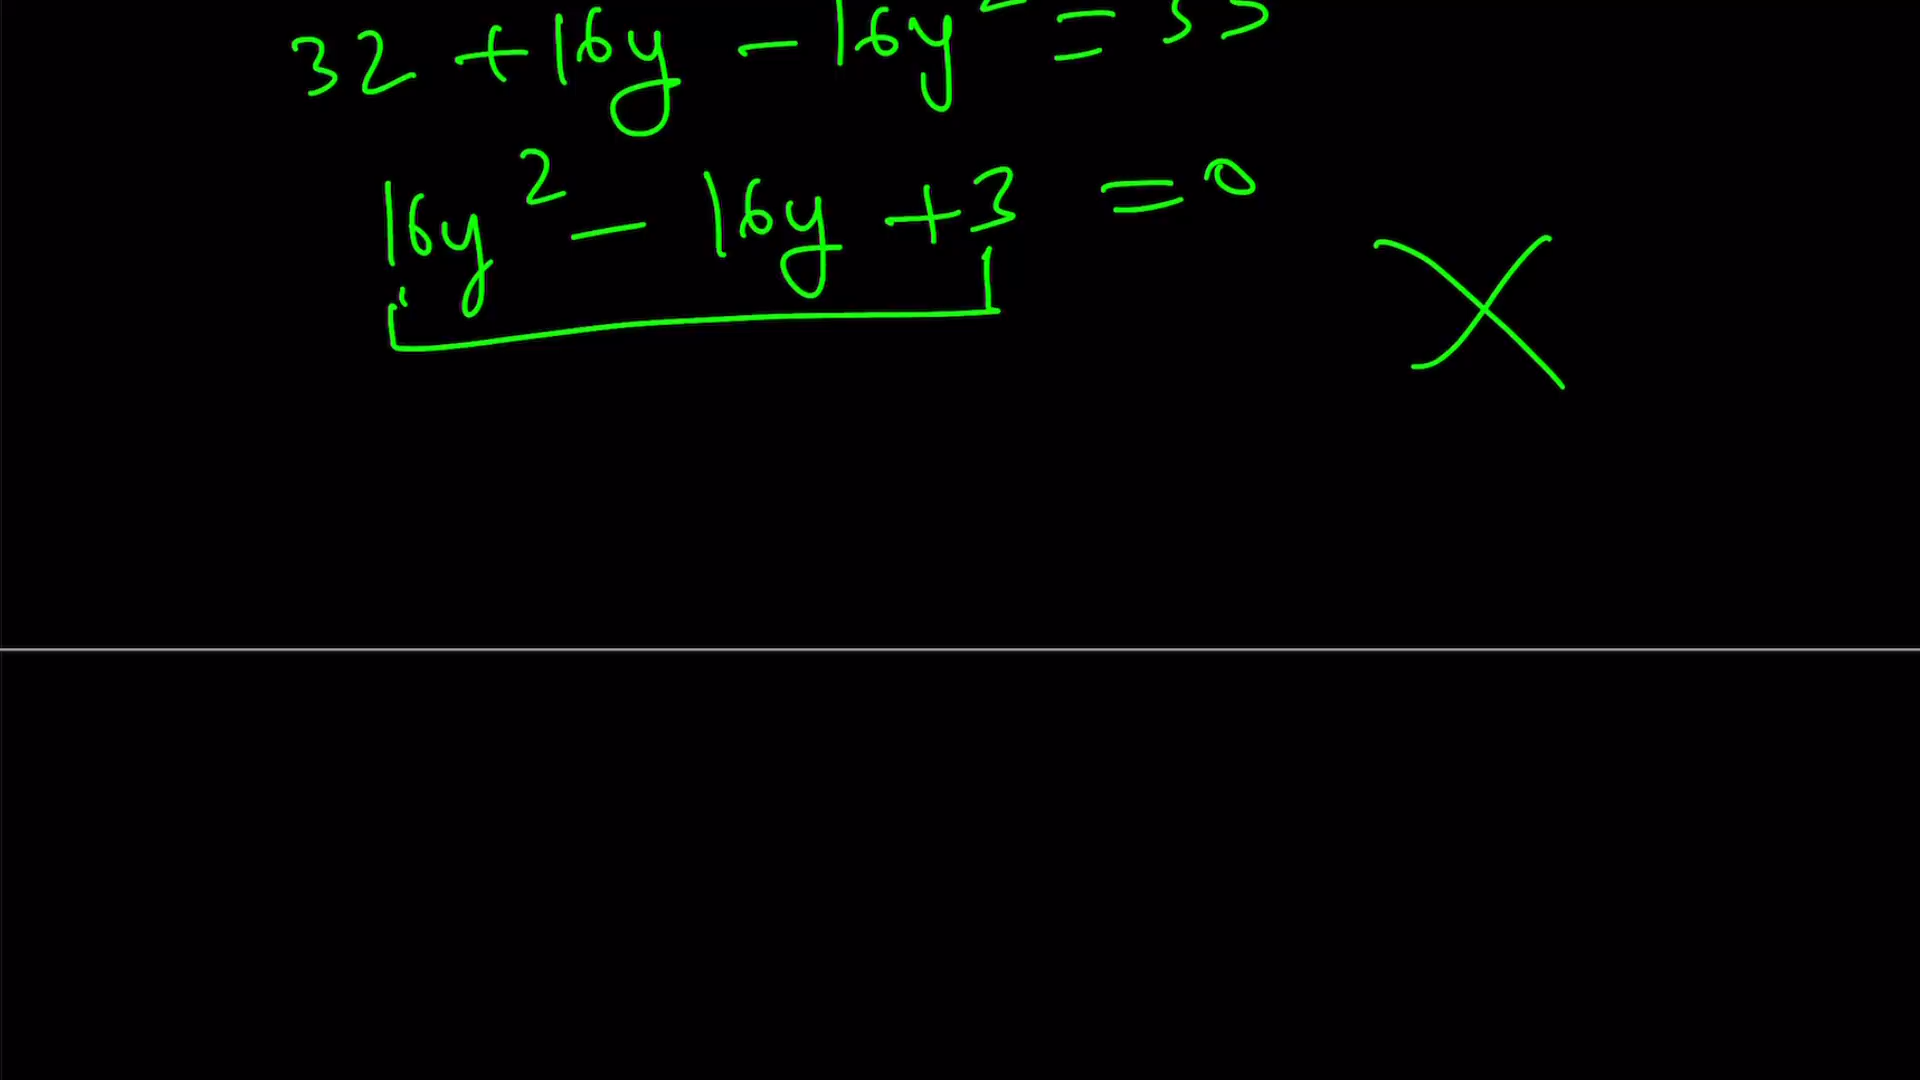 32 + 16y - 16y² = 35
16y² - 16y + 3 = 0